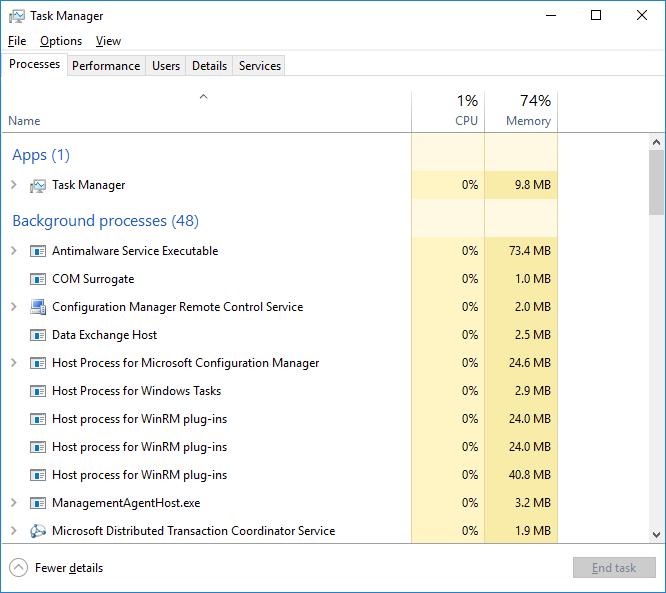 Task Manager
File Options View
Processes Performance Users Details Services
1% 74%
Name CPU Memory
Apps (1)
Task Manager 0% 9.8 MB
Background processes (48)
Antimalware Service Executable 0% 73.4 MB
COM Surrogate 0% 1.0 MB
Configuration Manager Remote Control Service 0% 2.0 MB
Data Exchange Host 0% 2.5 MB
Host Process for Microsoft Configuration Manager 0% 24.6 MB
Host Process for Windows Tasks 0% 2.9 MB
Host process for WinRM plug-ins 0% 24.0 MB
Host process for WinRM plug-ins 0% 24.0 MB
Host process for WinRM plug-ins 0% 40.8 MB
ManagementAgentHost.exe 0% 3.2 MB
Microsoft Distributed Transaction Coordinator Service 0% 1.9 MB
Fewer details End task